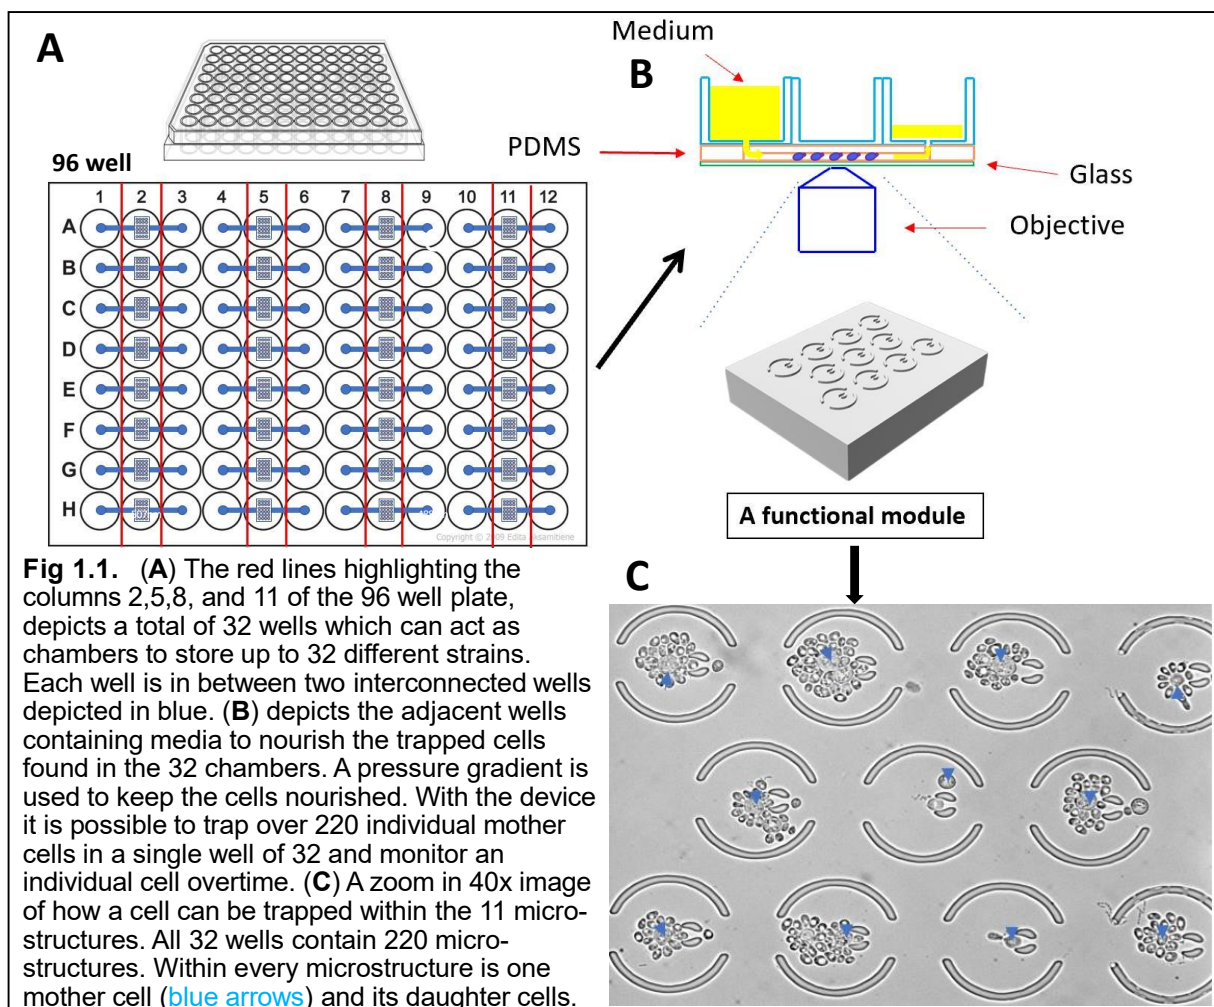 A
96 well
1 2 3 4 5 6 7 8 9 10 11 12
A
B
C
D
E
F
G
H
Copyright © 2009 Edita Aksamitiene
Medium
B
PDMS
Glass
Objective
A functional module
C
Fig 1.1. (A) The red lines highlighting the
columns 2,5,8, and 11 of the 96 well plate,
depicts a total of 32 wells which can act as
chambers to store up to 32 different strains.
Each well is in between two interconnected wells
depicted in blue. (B) depicts the adjacent wells
containing media to nourish the trapped cells
found in the 32 chambers. A pressure gradient is
used to keep the cells nourished. With the device
it is possible to trap over 220 individual mother
cells in a single well of 32 and monitor an
individual cell overtime. (C) A zoom in 40x image
of how a cell can be trapped within the 11 micro-
structures. All 32 wells contain 220 micro-
structures. Within every microstructure is one
mother cell (blue arrows) and its daughter cells.